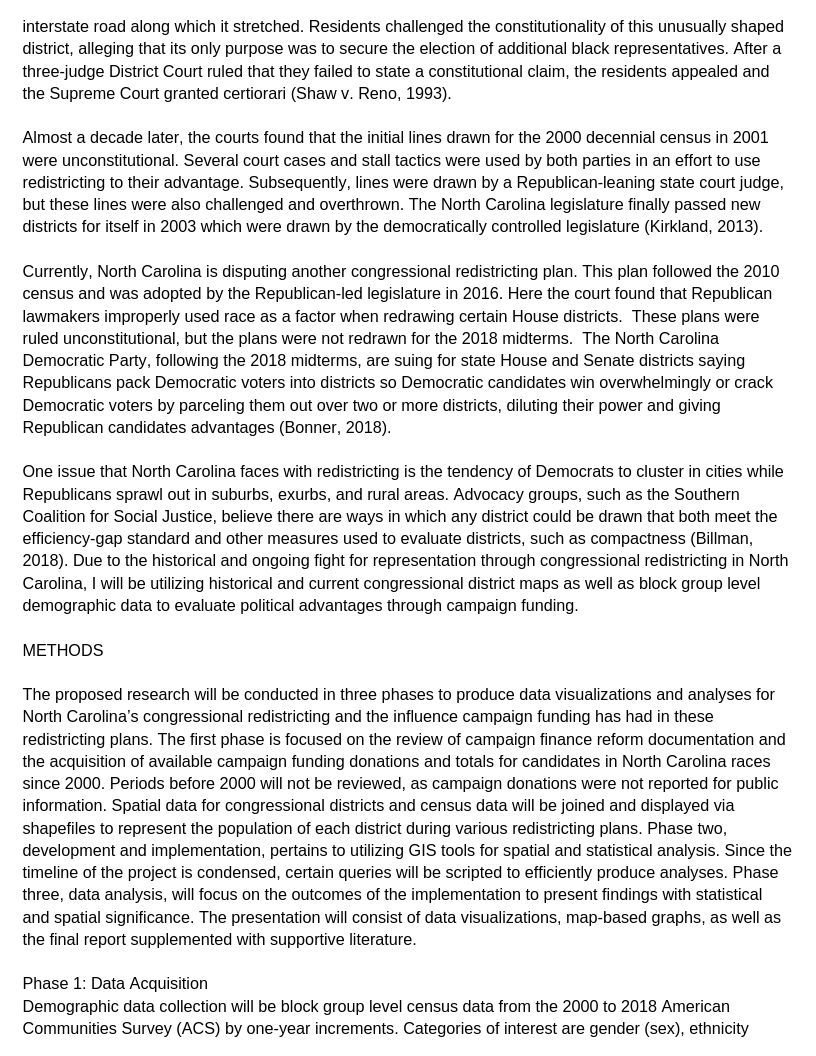 interstate road along which it stretched. Residents challenged the constitutionality of this unusually shaped
district, alleging that its only purpose was to secure the election of additional black representatives. After a
three-judge District Court ruled that they failed to state a constitutional claim, the residents appealed and
the Supreme Court granted certiorari (Shaw v. Reno, 1993).

Almost a decade later, the courts found that the initial lines drawn for the 2000 decennial census in 2001
were unconstitutional. Several court cases and stall tactics were used by both parties in an effort to use
redistricting to their advantage. Subsequently, lines were drawn by a Republican-leaning state court judge,
but these lines were also challenged and overthrown. The North Carolina legislature finally passed new
districts for itself in 2003 which were drawn by the democratically controlled legislature (Kirkland, 2013).

Currently, North Carolina is disputing another congressional redistricting plan. This plan followed the 2010
census and was adopted by the Republican-led legislature in 2016. Here the court found that Republican
lawmakers improperly used race as a factor when redrawing certain House districts.  These plans were
ruled unconstitutional, but the plans were not redrawn for the 2018 midterms.  The North Carolina
Democratic Party, following the 2018 midterms, are suing for state House and Senate districts saying
Republicans pack Democratic voters into districts so Democratic candidates win overwhelmingly or crack
Democratic voters by parceling them out over two or more districts, diluting their power and giving
Republican candidates advantages (Bonner, 2018).

One issue that North Carolina faces with redistricting is the tendency of Democrats to cluster in cities while
Republicans sprawl out in suburbs, exurbs, and rural areas. Advocacy groups, such as the Southern
Coalition for Social Justice, believe there are ways in which any district could be drawn that both meet the
efficiency-gap standard and other measures used to evaluate districts, such as compactness (Billman,
2018). Due to the historical and ongoing fight for representation through congressional redistricting in North
Carolina, I will be utilizing historical and current congressional district maps as well as block group level
demographic data to evaluate political advantages through campaign funding.

METHODS

The proposed research will be conducted in three phases to produce data visualizations and analyses for
North Carolina's congressional redistricting and the influence campaign funding has had in these
redistricting plans. The first phase is focused on the review of campaign finance reform documentation and
the acquisition of available campaign funding donations and totals for candidates in North Carolina races
since 2000. Periods before 2000 will not be reviewed, as campaign donations were not reported for public
information. Spatial data for congressional districts and census data will be joined and displayed via
shapefiles to represent the population of each district during various redistricting plans. Phase two,
development and implementation, pertains to utilizing GIS tools for spatial and statistical analysis. Since the
timeline of the project is condensed, certain queries will be scripted to efficiently produce analyses. Phase
three, data analysis, will focus on the outcomes of the implementation to present findings with statistical
and spatial significance. The presentation will consist of data visualizations, map-based graphs, as well as
the final report supplemented with supportive literature.

Phase 1: Data Acquisition
Demographic data collection will be block group level census data from the 2000 to 2018 American
Communities Survey (ACS) by one-year increments. Categories of interest are gender (sex), ethnicity